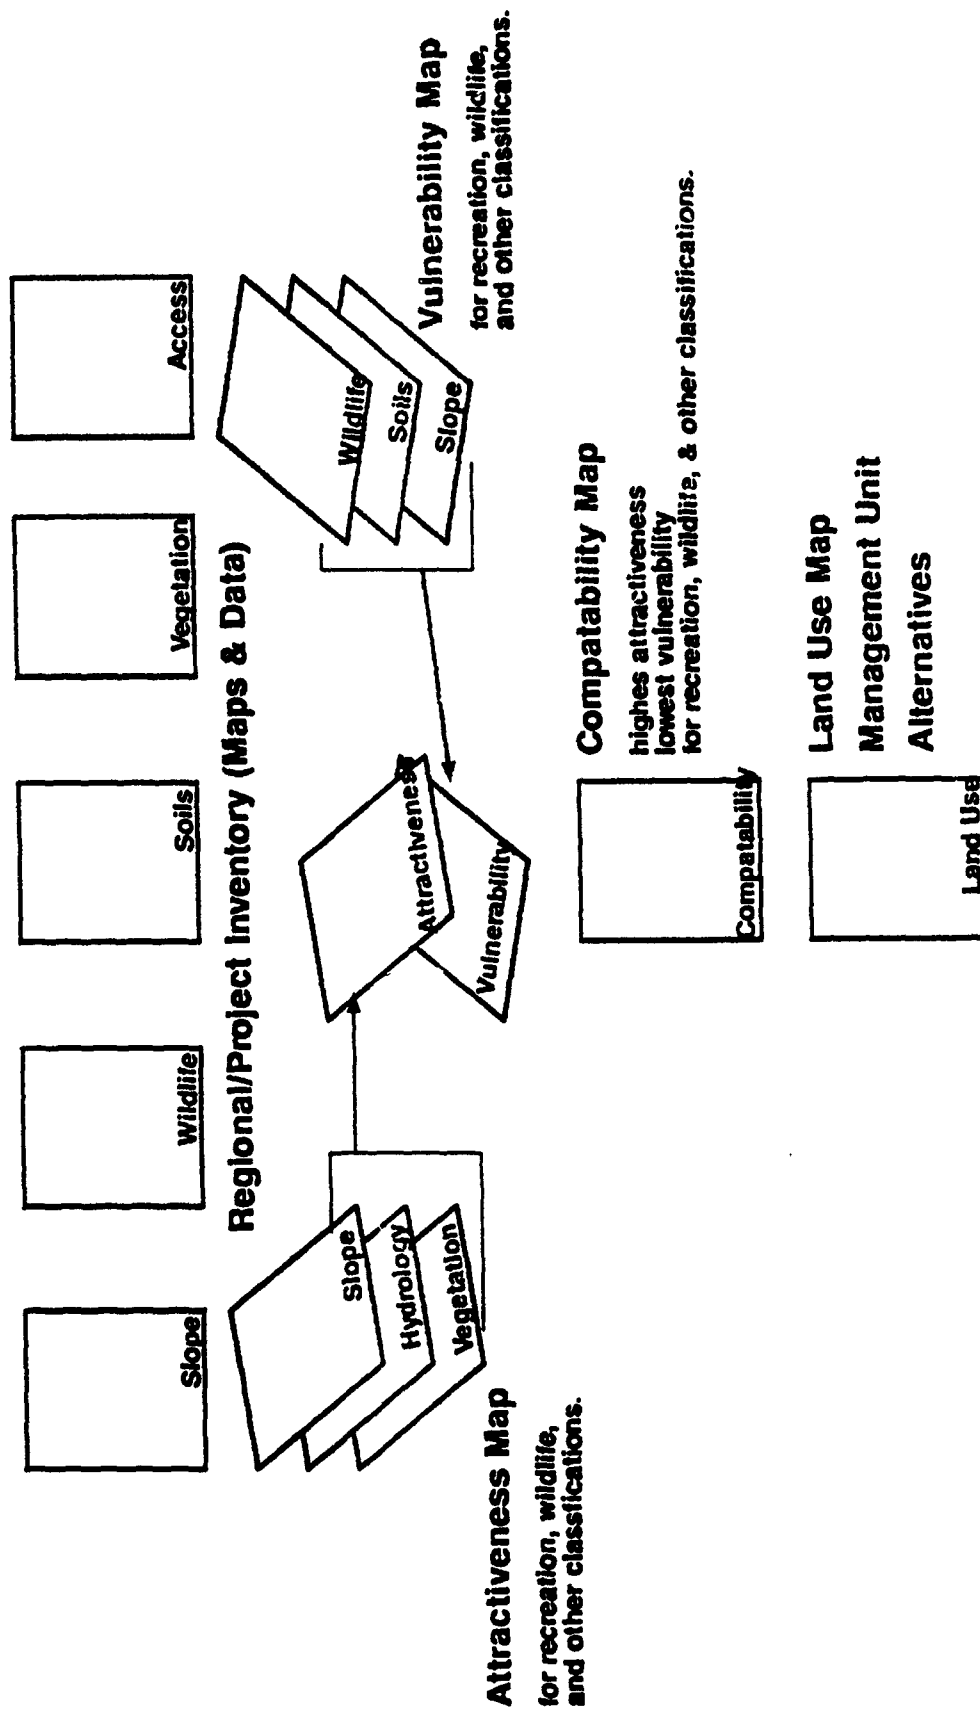 Slope
Wildlife
Soils
Vegetation
Access
Regional/Project Inventory (Maps & Data)
Slope
Hydrology
Vegetation
Attractiveness Map
for recreation, wildlife,
and other classfications.
Attractiveness
Vulnerability
Wildlife
Soils
Slope
Vulnerability Map
for recreation, wildlife,
and other classifications.
Compatability
Compatability Map
highes attractiveness
lowest vulnerability
for recreation, wildlife, & other classifications.
Land Use
Land Use Map
Management Unit
Alternatives